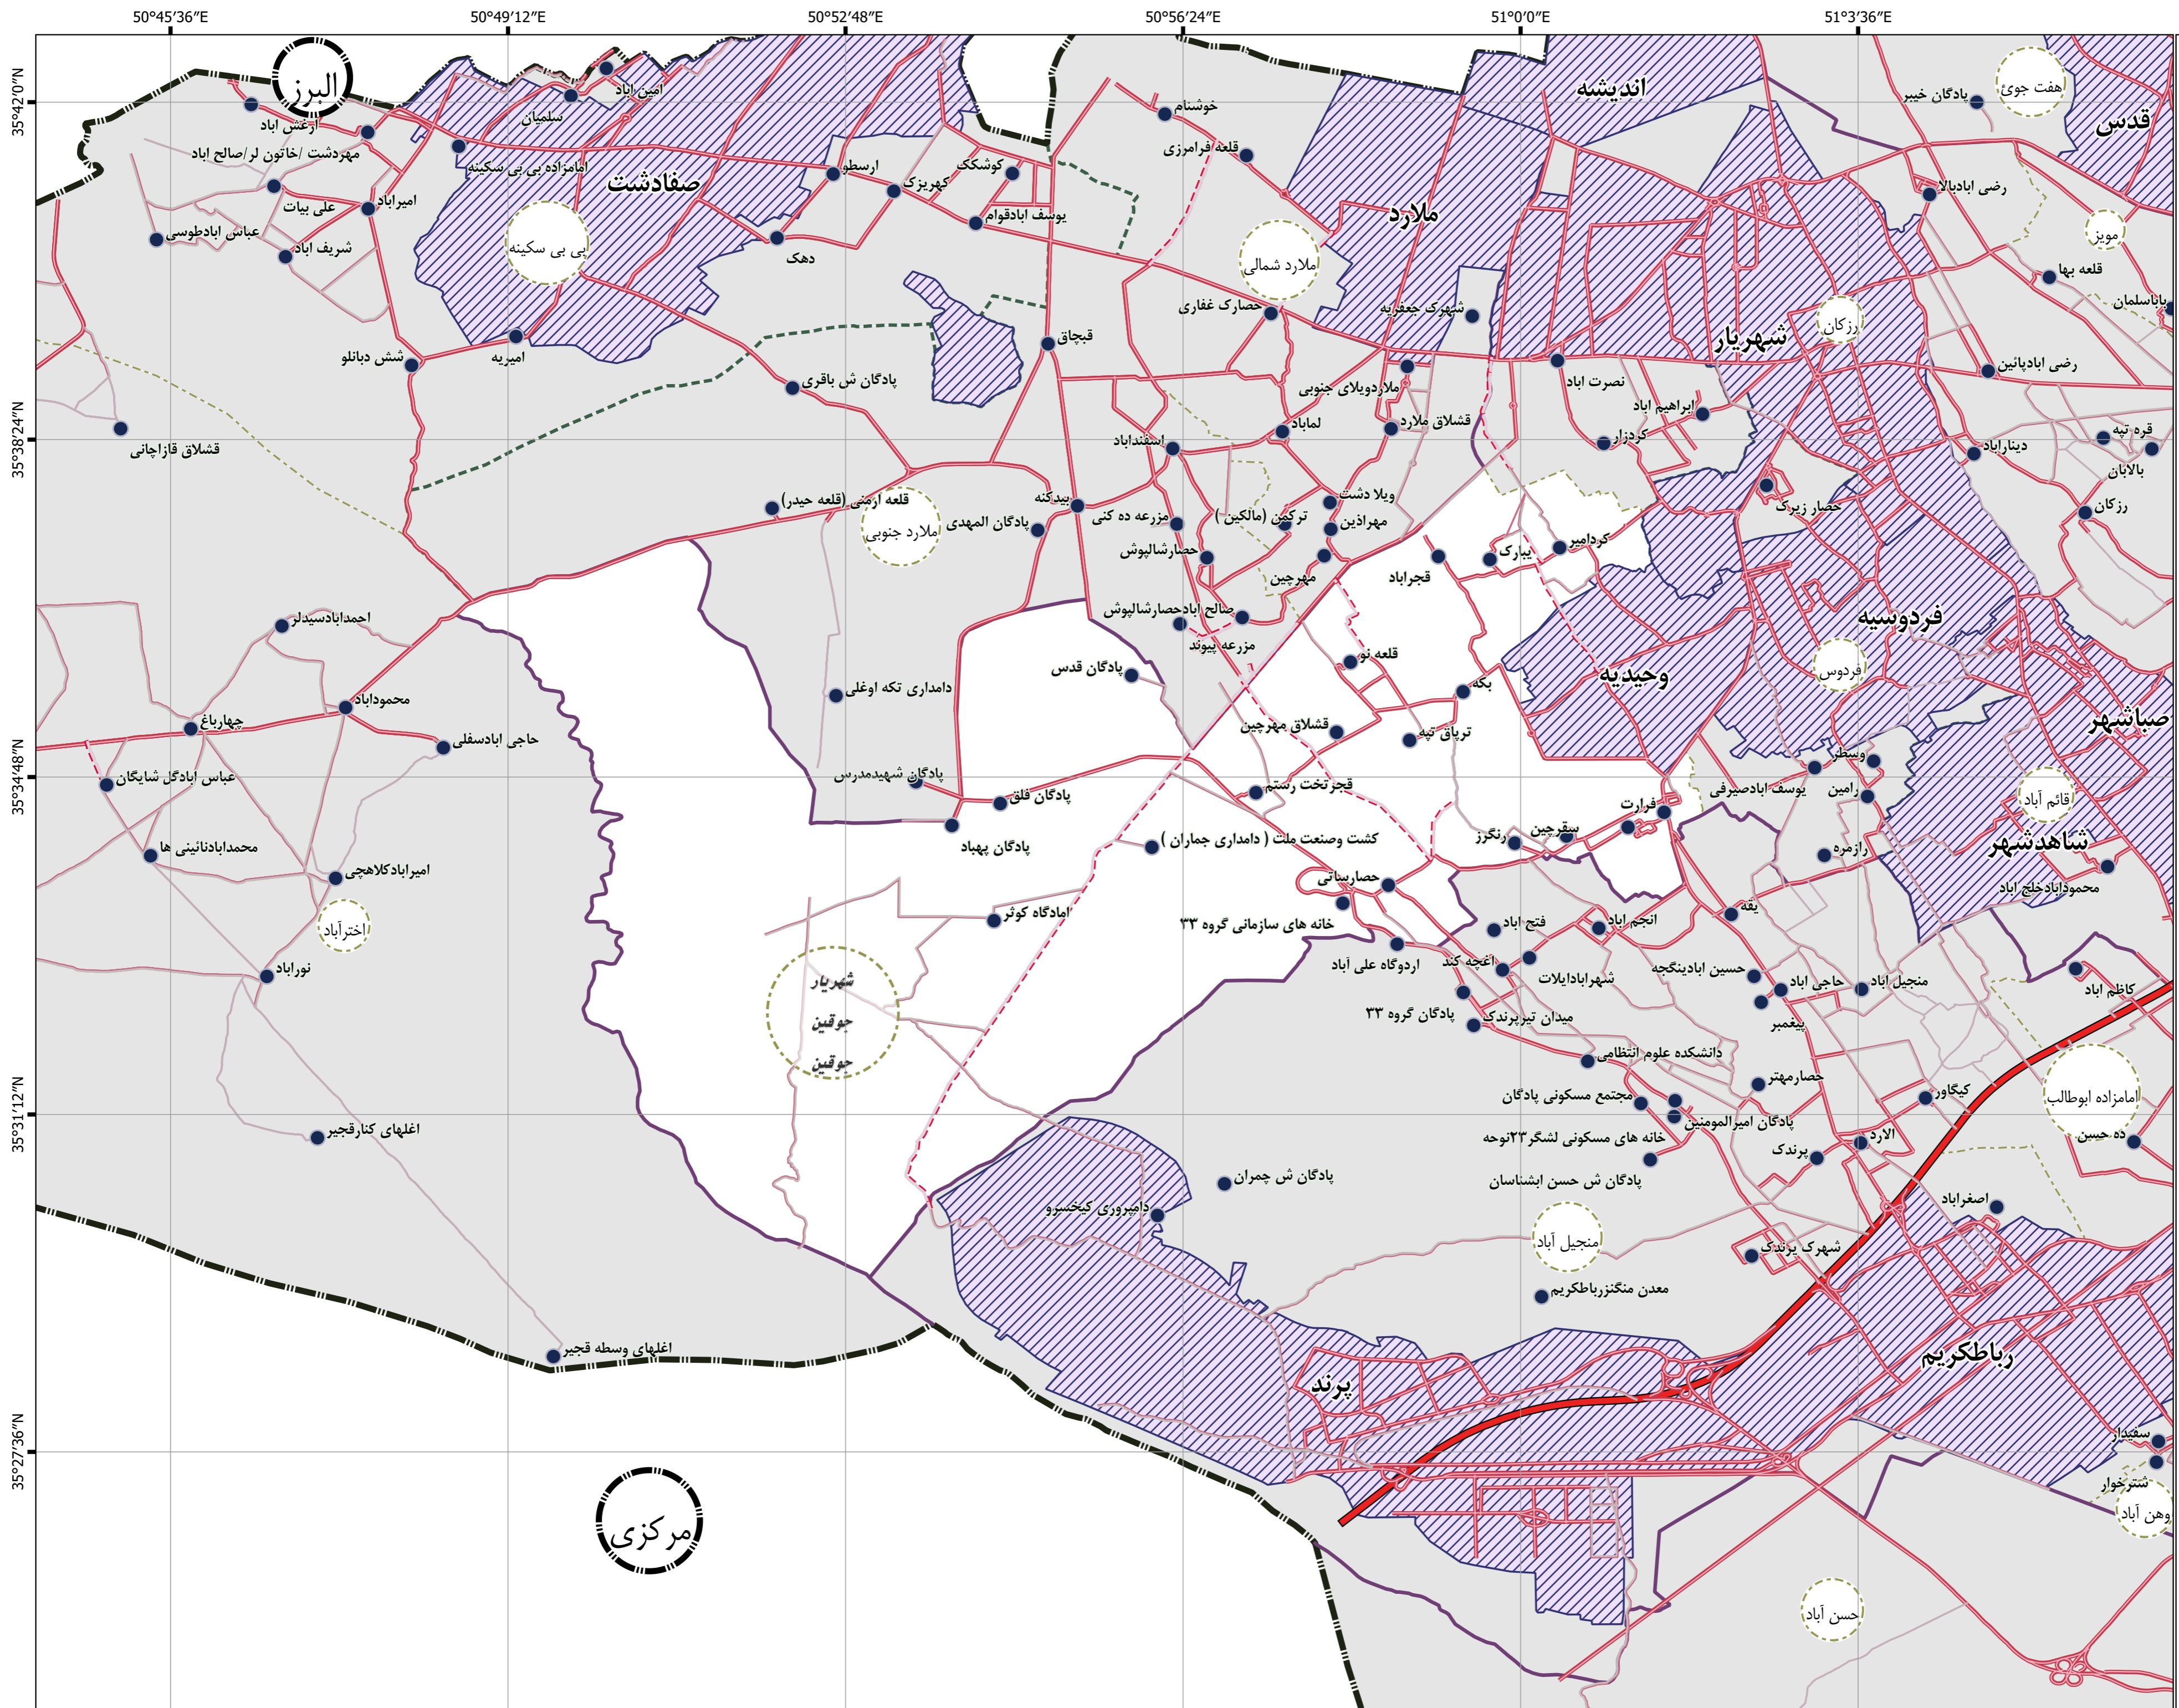 50°45'36"E
50°49'12"E
50°52'48"E
50°56'24"E
51°0'0"E
51°3'36"E
35°42'0"N
35°38'24"N
35°34'48"N
35°31'12"N
35°27'36"N
البرز
امین آباد
سلمیان
ارغش اباد
مهردشت /خاتون لر/صالح اباد
امامزاده بی بی سکینه
صفادشت
علی بیات
امیراباد
عباس ابادطوسی
شریف اباد
پی بی سکینه
ارسطو
کهریزک
کوشکک
یوسف ابادقوام
دهک
خوشنام
قلعه فرامرزی
ملارد
ملارد شمالی
اندیشه
پادگان خیبر
هفت جوئ
قدس
رضی ابادبالا
مویز
قلعه بها
باباسلمان
حصارک غفاری
شهرک جعفریه
شهریار
رزکان
قپچاق
شش دبانلو
امیریه
پادگان ش باقری
ملاردویلای جنوبی
نصرت اباد
رضی ابادپائین
ابراهیم اباد
قشلاق ملارد
لماباد
اسفنداباد
کردزار
قره تپه
دیناراباد
بالابان
قشلاق قازاچانی
قلعه ارمنی (قلعه حیدر)
ملارد جنوبی
بیدکنه
پادگان المهدی
مزرعه ده کنی
ترکمن (مالکین )
ویلا دشت
مهراذین
حصار زیرک
رزکان
حصارشالپوش
مهرچین
قجراباد
یبارک
کردامیر
احمدابادسیدلر
صالح ابادحصارشالپوش
مزرعه پیوند
فردوسیه
پادگان قدس
قلعه نو
وحیدیه
فردوس
محموداباد
دامداری تکه اوغلی
بکه
چهارباغ
حاجی ابادسفلی
قشلاق مهرچین
ترپاق تپه
صباشهر
عباس ابادگل شایگان
پادگان شهیدمدرس
پادگان فلق
قجرتخت رستم
وسطر
یوسف ابادصیرفی
رامین
قائم آباد
فرارت
محمدابادنائینی ها
پادگان پهباد
کشت وصنعت ملت ( دامداری جماران )
رنگرز
سقرچین
رازمره
شاهدشهر
امیرابادکلاهچی
حصارساتی
محمودابادخلج اباد
امادگاه کوثر
خانه های سازمانی گروه ۳۳
فتح اباد
انجم اباد
یقه
اخترآباد
اردوگاه علی آباد
اغچه کند
شهرابادایلات
حسین ابادینگجه
حاجی اباد
منجیل اباد
کاظم اباد
نوراباد
شهریار
جوقین
جوقین
پادگان گروه ۳۳
میدان تیرپرندک
پیغمبر
دانشکده علوم انتظامی
حصارمهتر
مجتمع مسکونی پادگان
کیگاور
امامزاده ابوطالب
پادگان امیرالمومنین
اغلهای کنارقجیر
خانه های مسکونی لشگر۲۳نوحه
الارد
ده حسین
پرندک
پادگان ش چمران
پادگان ش حسن ابشناسان
دامپروری کیخسرو
اصغراباد
منجیل آباد
شهرک پرندک
معدن منگنزرباطکریم
اغلهای وسطه قجیر
رباطکریم
پرند
سفیدار
شترخوار
وهن آباد
مرکزی
حسن آباد